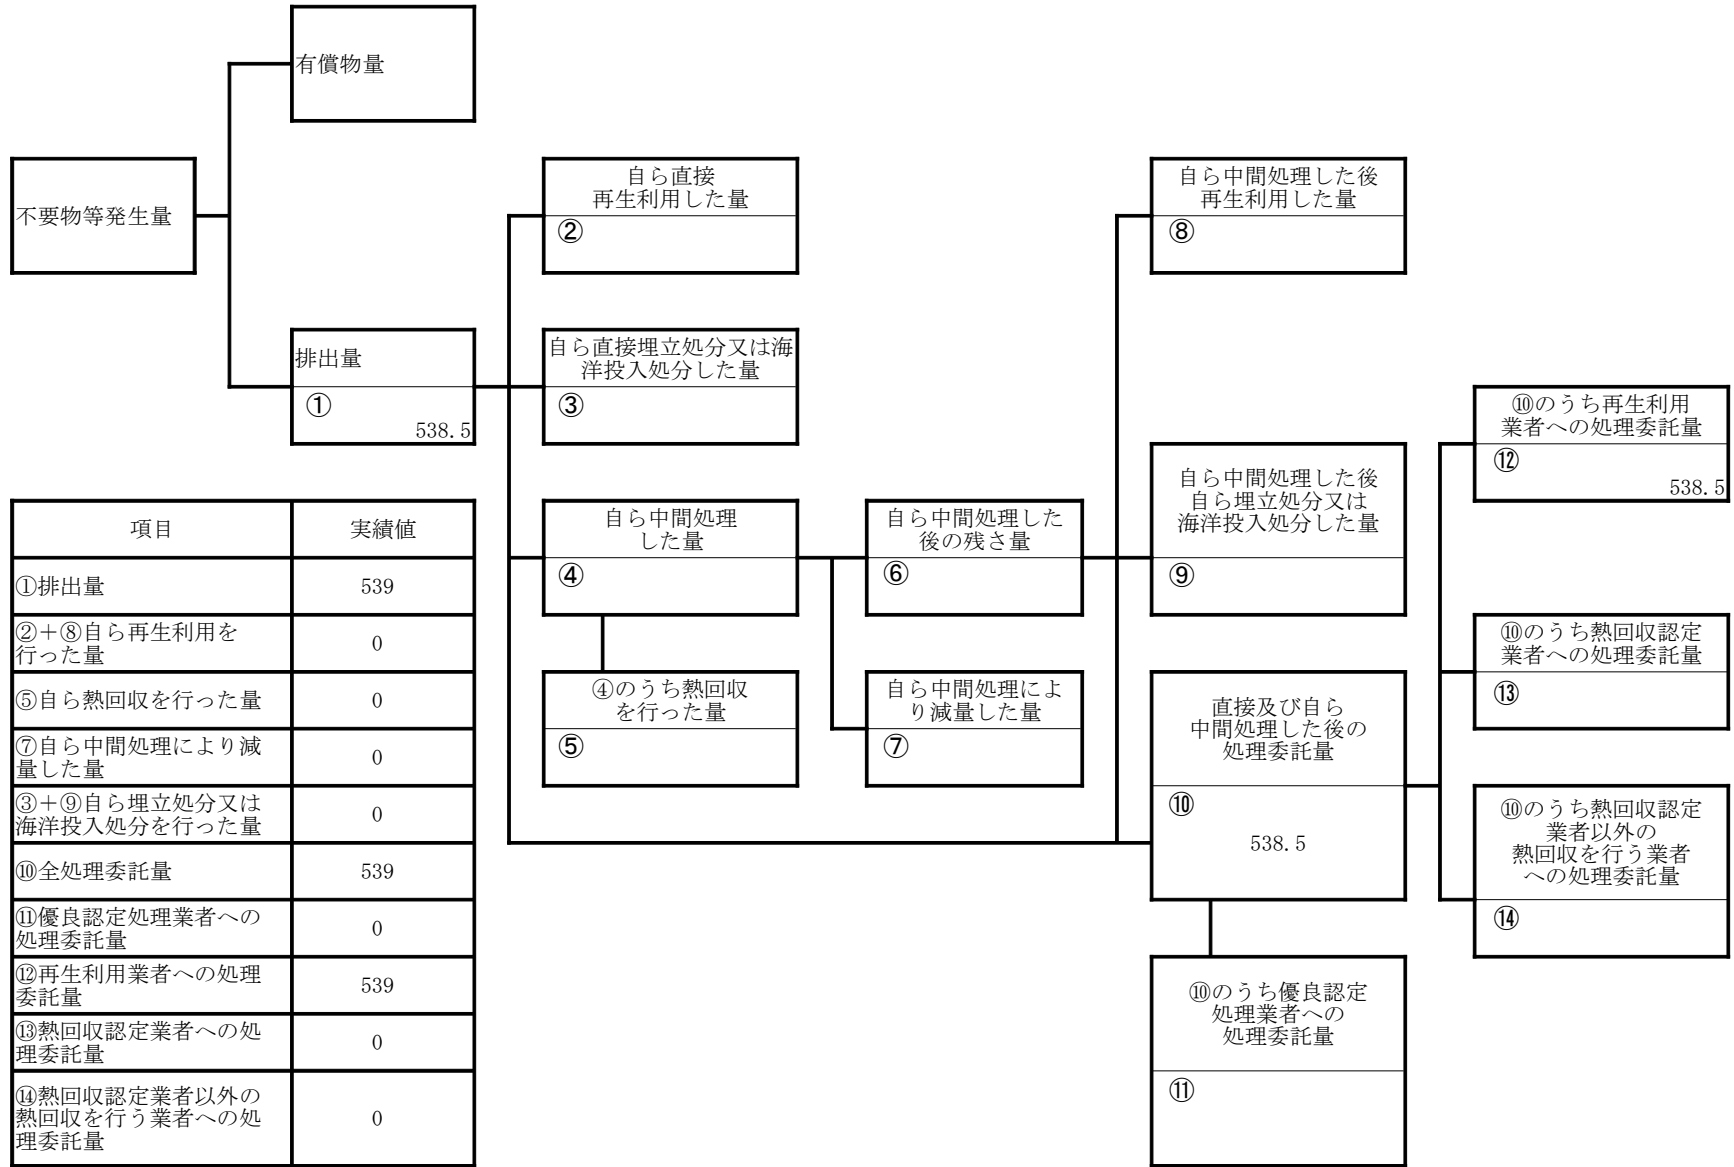 有償物量
不要物等発生量
排出量
①
538.5
自ら直接
再生利用した量
②
自ら直接埋立処分又は海
洋投入処分した量
③
自ら中間処理
した量
④
④のうち熱回収
を行った量
⑤
自ら中間処理した
後の残さ量
⑥
自ら中間処理によ
り減量した量
⑦
自ら中間処理した後
再生利用した量
⑧
自ら中間処理した後
自ら埋立処分又は
海洋投入処分した量
⑨
直接及び自ら
中間処理した後の
処理委託量
⑩
538.5
⑩のうち優良認定
処理業者への
処理委託量
⑪
⑩のうち再生利用
業者への処理委託量
⑫
538.5
⑩のうち熱回収認定
業者への処理委託量
⑬
⑩のうち熱回収認定
業者以外の
熱回収を行う業者
への処理委託量
⑭
項目 実績値
①排出量 539
②＋⑧自ら再生利用を
行った量 0
⑤自ら熱回収を行った量 0
⑦自ら中間処理により減
量した量 0
③＋⑨自ら埋立処分又は
海洋投入処分を行った量 0
⑩全処理委託量 539
⑪優良認定処理業者への
処理委託量 0
⑫再生利用業者への処理
委託量 539
⑬熱回収認定業者への処
理委託量 0
⑭熱回収認定業者以外の
熱回収を行う業者への処
理委託量 0